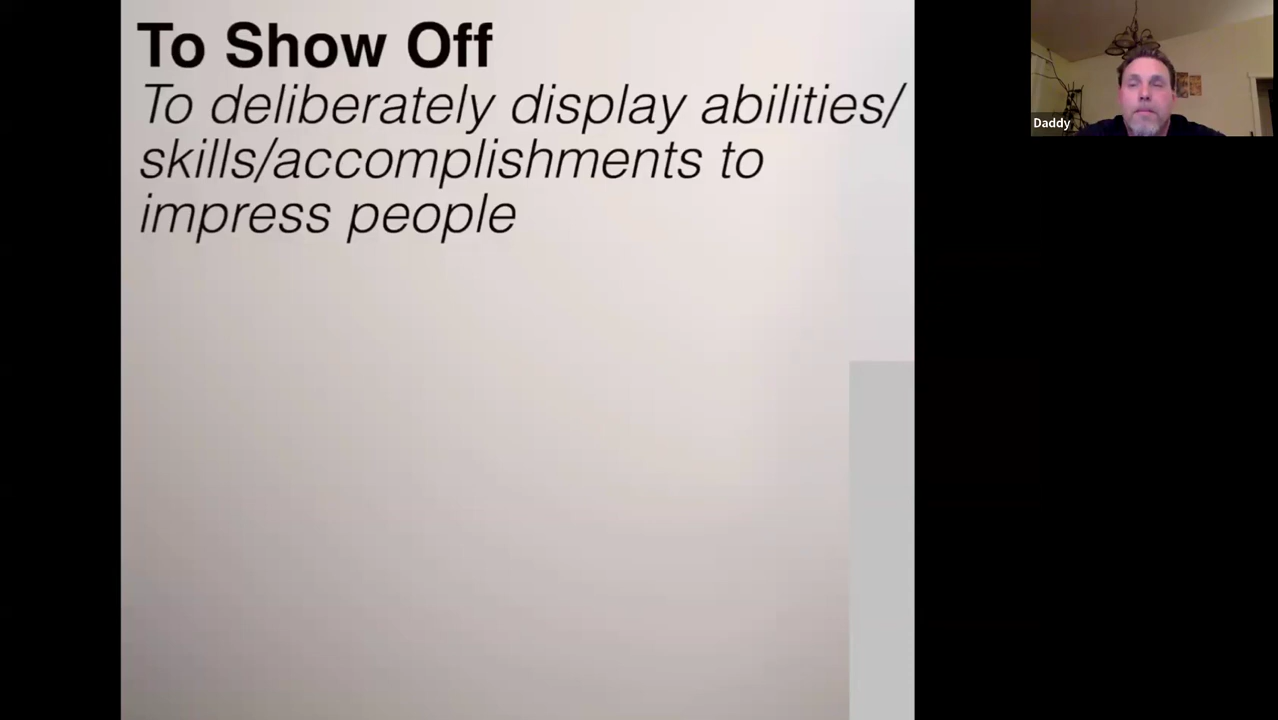 To Show Off
To deliberately display abilities/
skills/accomplishments to
impress people
Daddy